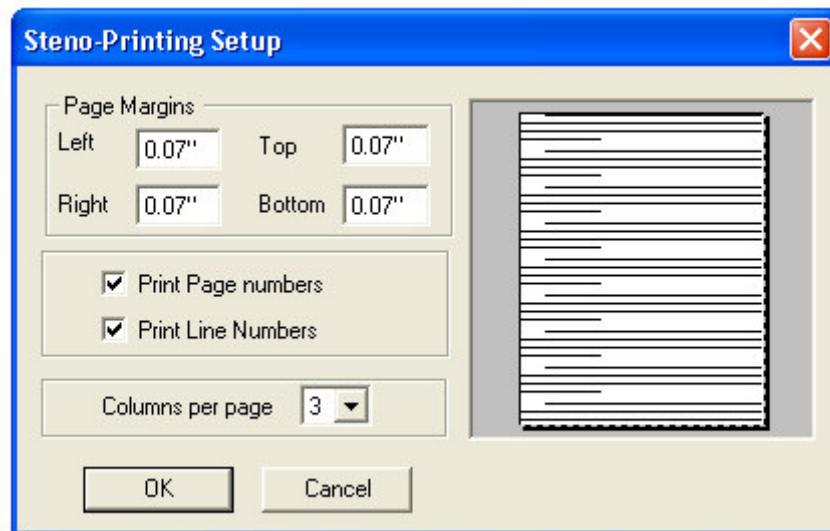 Steno-Printing Setup
Page Margins
Left 0.07" Top 0.07"
Right 0.07" Bottom 0.07"
Print Page numbers
Print Line Numbers
Columns per page 3
OK Cancel